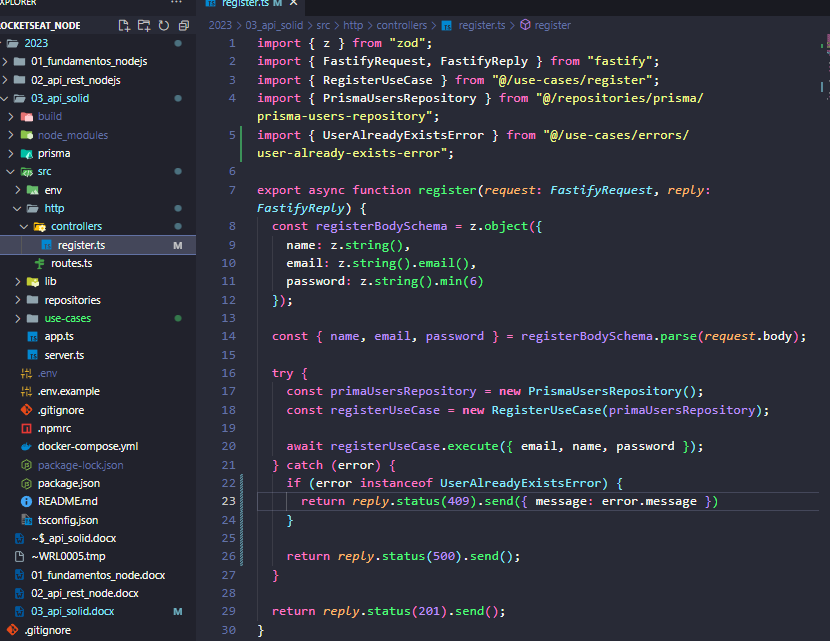 XPLORER
...
OCKETSEAT_NODE
2023
01_fundamentos_nodejs
02_api_rest_nodejs
03_api_solid
build
node_modules
prisma
src
env
http
controllers
register.ts M
routes.ts
lib
repositories
use-cases
app.ts
server.ts
.env
.env.example
.gitignore
.npmrc
docker-compose.yml
package-lock.json
package.json
README.md
tsconfig.json
~$_api_solid.docx
~WRL0005.tmp
01_fundamentos_node.docx
02_api_rest_node.docx
03_api_solid.docx M
.gitignore
register.ts M
2023 > 03_api_solid > src > http > controllers > register.ts > register
1 import { z } from "zod";
2 import { FastifyRequest, FastifyReply } from "fastify";
3 import { RegisterUseCase } from "@/use-cases/register";
4 import { PrismaUsersRepository } from "@/repositories/prisma/
prisma-users-repository";
5 import { UserAlreadyExistsError } from "@/use-cases/errors/
user-already-exists-error";
6
7 export async function register(request: FastifyRequest, reply:
FastifyReply) {
8 const registerBodySchema = z.object({
9 name: z.string(),
10 email: z.string().email(),
11 password: z.string().min(6)
12 });
13
14 const { name, email, password } = registerBodySchema.parse(request.body);
15
16 try {
17 const primaUsersRepository = new PrismaUsersRepository();
18 const registerUseCase = new RegisterUseCase(primaUsersRepository);
19
20 await registerUseCase.execute({ email, name, password });
21 } catch (error) {
22 if (error instanceof UserAlreadyExistsError) {
23 return reply.status(409).send({ message: error.message })
24 }
25
26 return reply.status(500).send();
27 }
28
29 return reply.status(201).send();
30 }